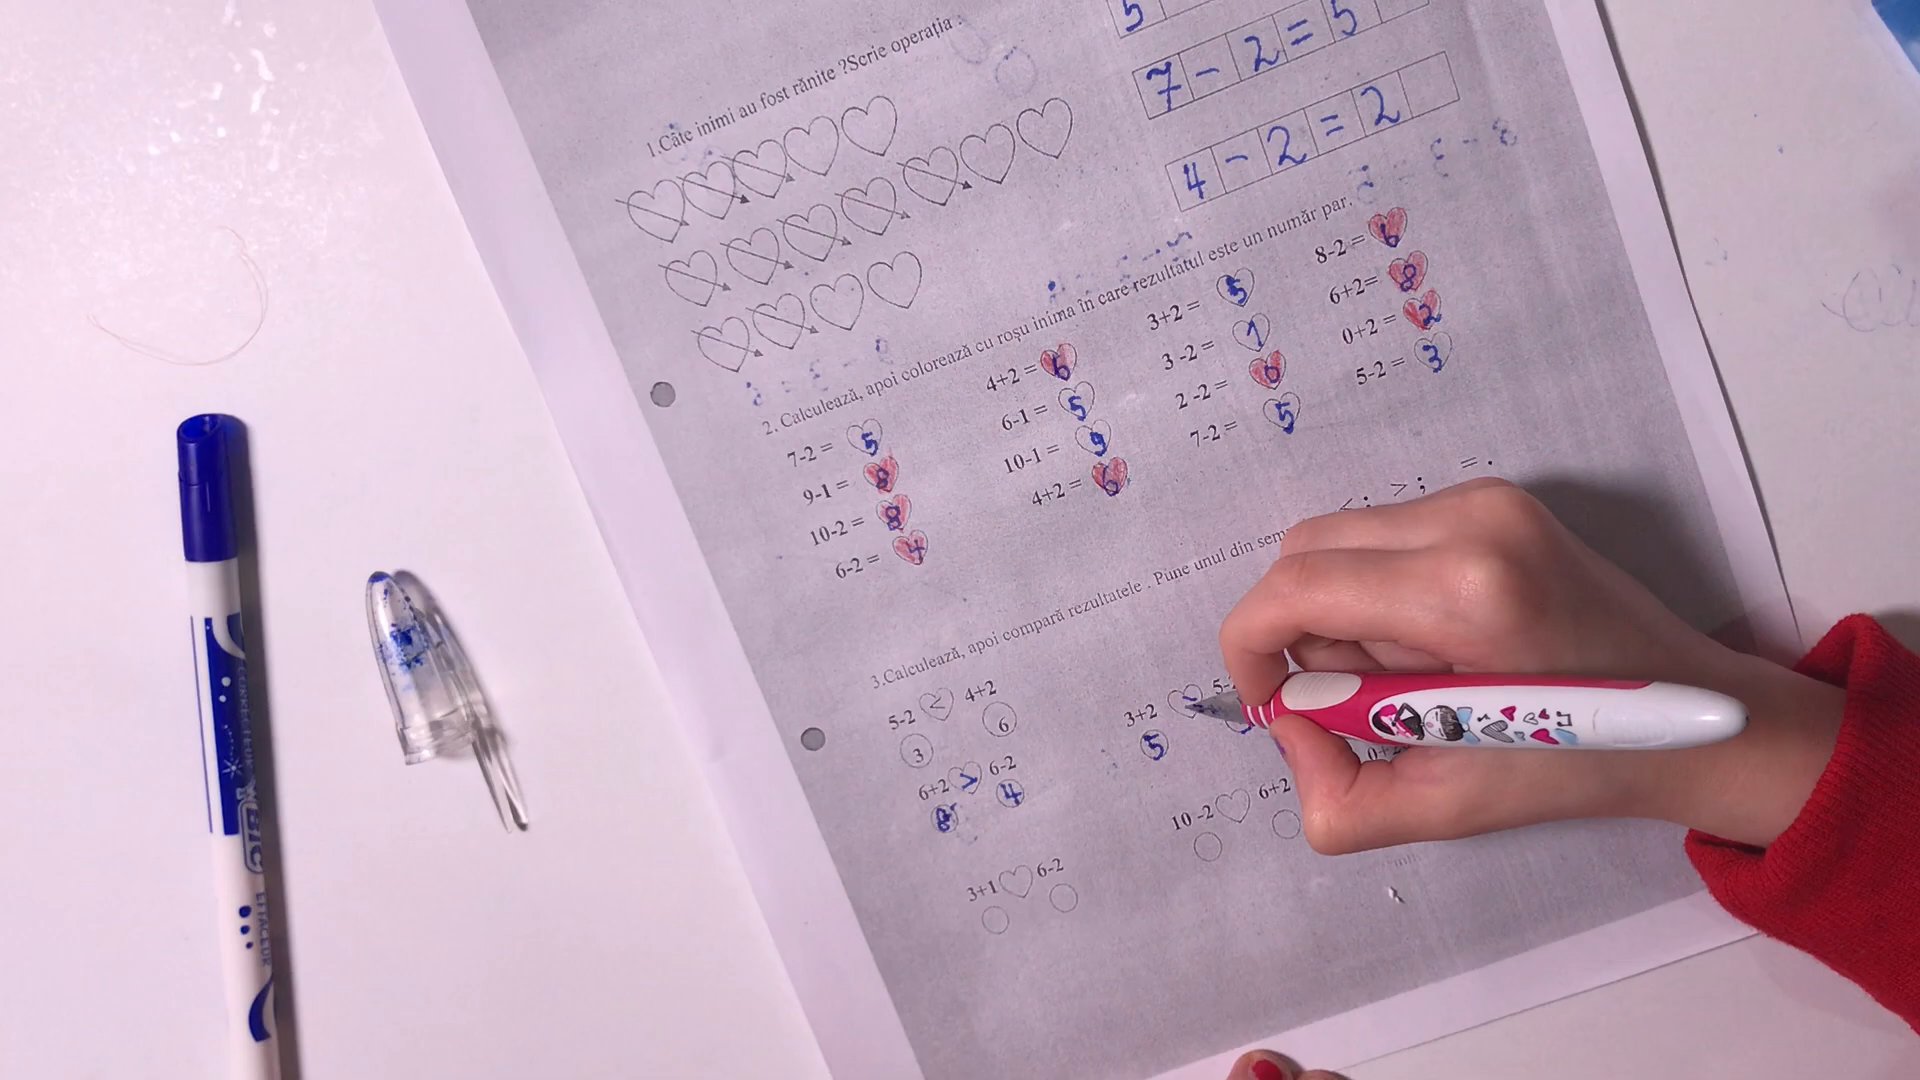 1.Câte inimi au fost rănite ?Scrie operația .
5
7 - 2 = 5
4 - 2 = 2
2. Calculează, apoi colorează cu roșu inima în care rezultatul este un număr par.
7-2 = 5
9-1 = 8
10-2 = 8
6-2 = 4
4+2 = 6
6-1 = 5
10-1 = 9
4+2 = 6
3+2 = 5
3 -2 = 1
2 -2 = 0
7-2 = 5
8-2 = 6
6+2= 8
0+2 = 2
5-2 = 3
3.Calculează, apoi compară rezultatele . Pune unul din < ; > ; = .
5-2 < 4+2
3 6
6+2 > 6-2
8 4
3+1 6-2
3+2
5
10 -2 6+2